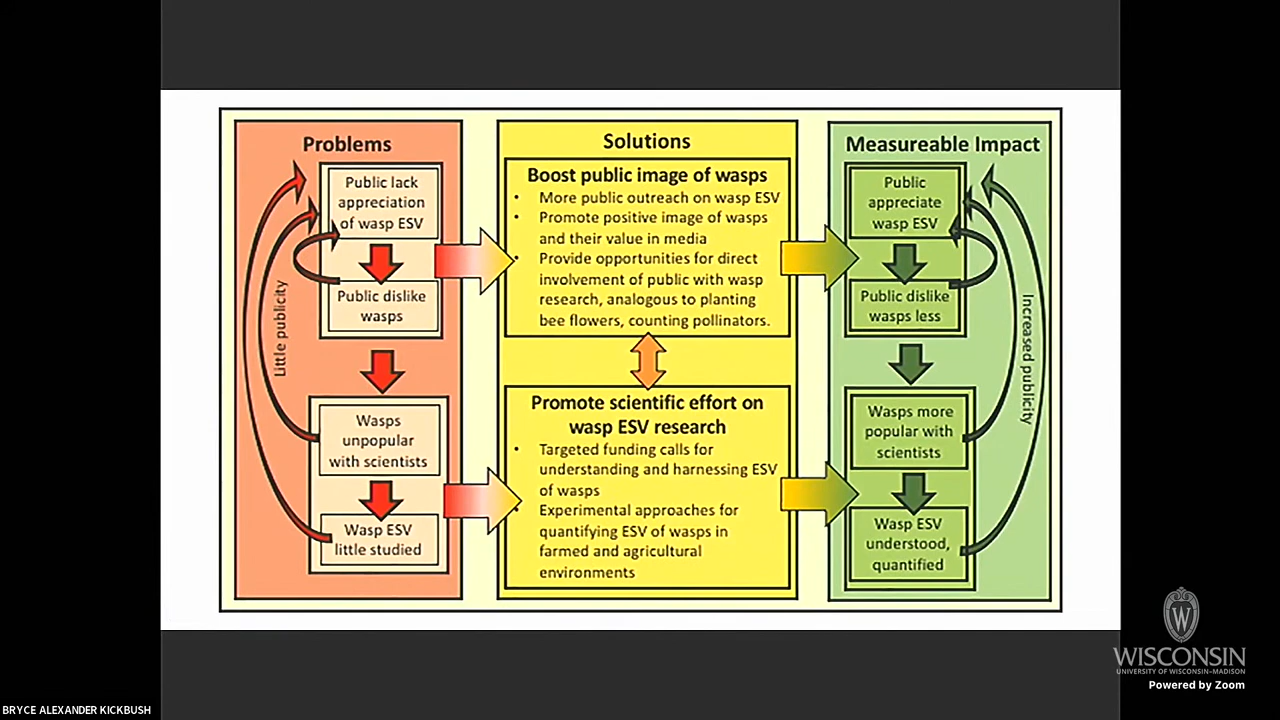 Problems
Public lack
appreciation
of wasp ESV
Public dislike
wasps
Little publicity
Wasps
unpopular
with scientists
Wasp ESV
little studied
Solutions
Boost public image of wasps
• More public outreach on wasp ESV
• Promote positive image of wasps
and their value in media
• Provide opportunities for direct
involvement of public with wasp
research, analogous to planting
bee flowers, counting pollinators.
Promote scientific effort on
wasp ESV research
• Targeted funding calls for
understanding and harnessing ESV
of wasps
• Experimental approaches for
quantifying ESV of wasps in
farmed and agricultural
environments
Measureable Impact
Public
appreciate
wasp ESV
Public dislike
wasps less
Increased publicity
Wasps more
popular with
scientists
Wasp ESV
understood,
quantified
W
WISCONSIN
UNIVERSITY OF WISCONSIN–MADISON
Powered by Zoom
BRYCE ALEXANDER KICKBUSH